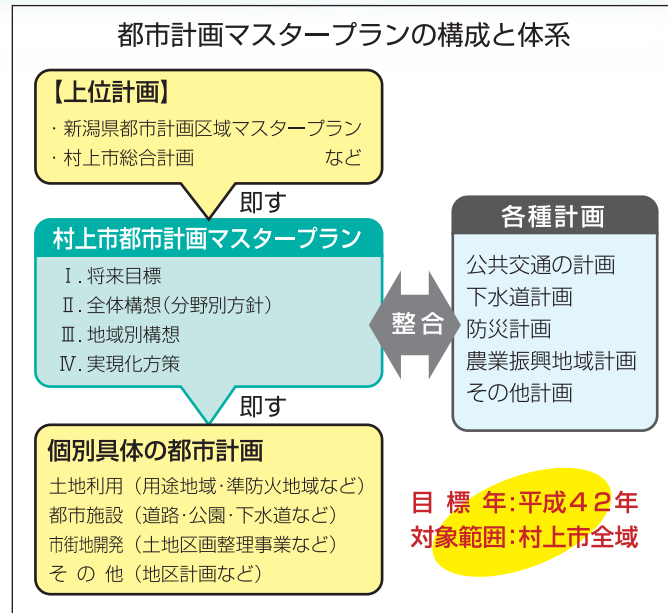 都市計画マスタープランの構成と体系
【上位計画】
・新潟県都市計画区域マスタープラン
・村上市総合計画 など
即す
村上市都市計画マスタープラン
Ⅰ.将来目標
Ⅱ.全体構想(分野別方針)
Ⅲ.地域別構想
Ⅳ.実現化方策
整合
各種計画
公共交通の計画
下水道計画
防災計画
農業振興地域計画
その他計画
即す
個別具体の都市計画
土地利用(用途地域・準防火地域など)
都市施設(道路・公園・下水道など)
市街地開発(土地区画整理事業など)
その他(地区計画など)
目標年:平成42年
対象範囲:村上市全域